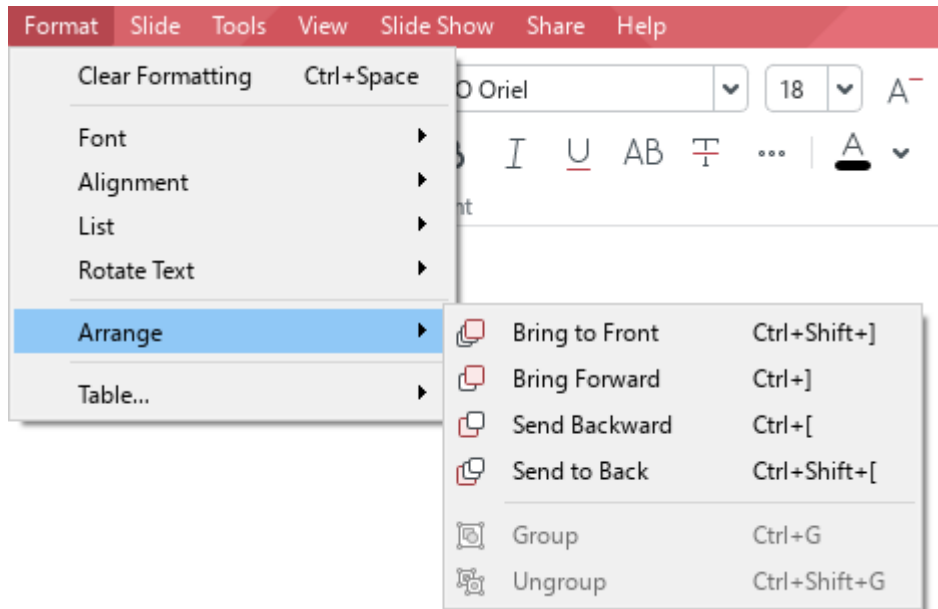 Format Slide Tools View Slide Show Share Help
Clear Formatting Ctrl+Space
O Oriel 18 A
Font
I U AB T A
Alignment
List
Rotate Text
Arrange
Bring to Front Ctrl+Shift+]
Bring Forward Ctrl+]
Table...
Send Backward Ctrl+[
Send to Back Ctrl+Shift+[
Group Ctrl+G
Ungroup Ctrl+Shift+G